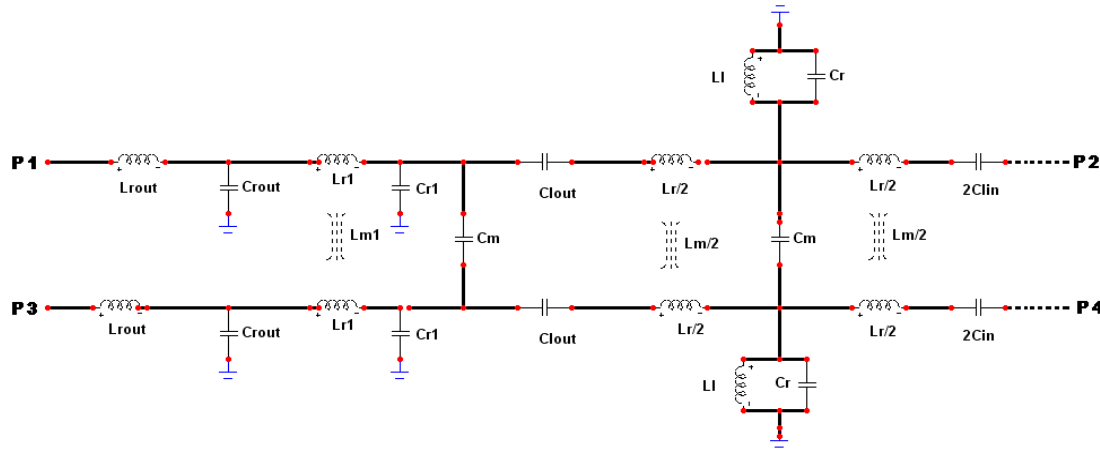 Ll
Cr
P1
P2
Lrout
Crout
Lr1
Cr1
Clout
Lr/2
Lr/2
2Clin
Lm1
Cm
Lm/2
Cm
Lm/2
P3
P4
Lrout
Crout
Lr1
Cr1
Clout
Lr/2
Lr/2
2Cin
Ll
Cr